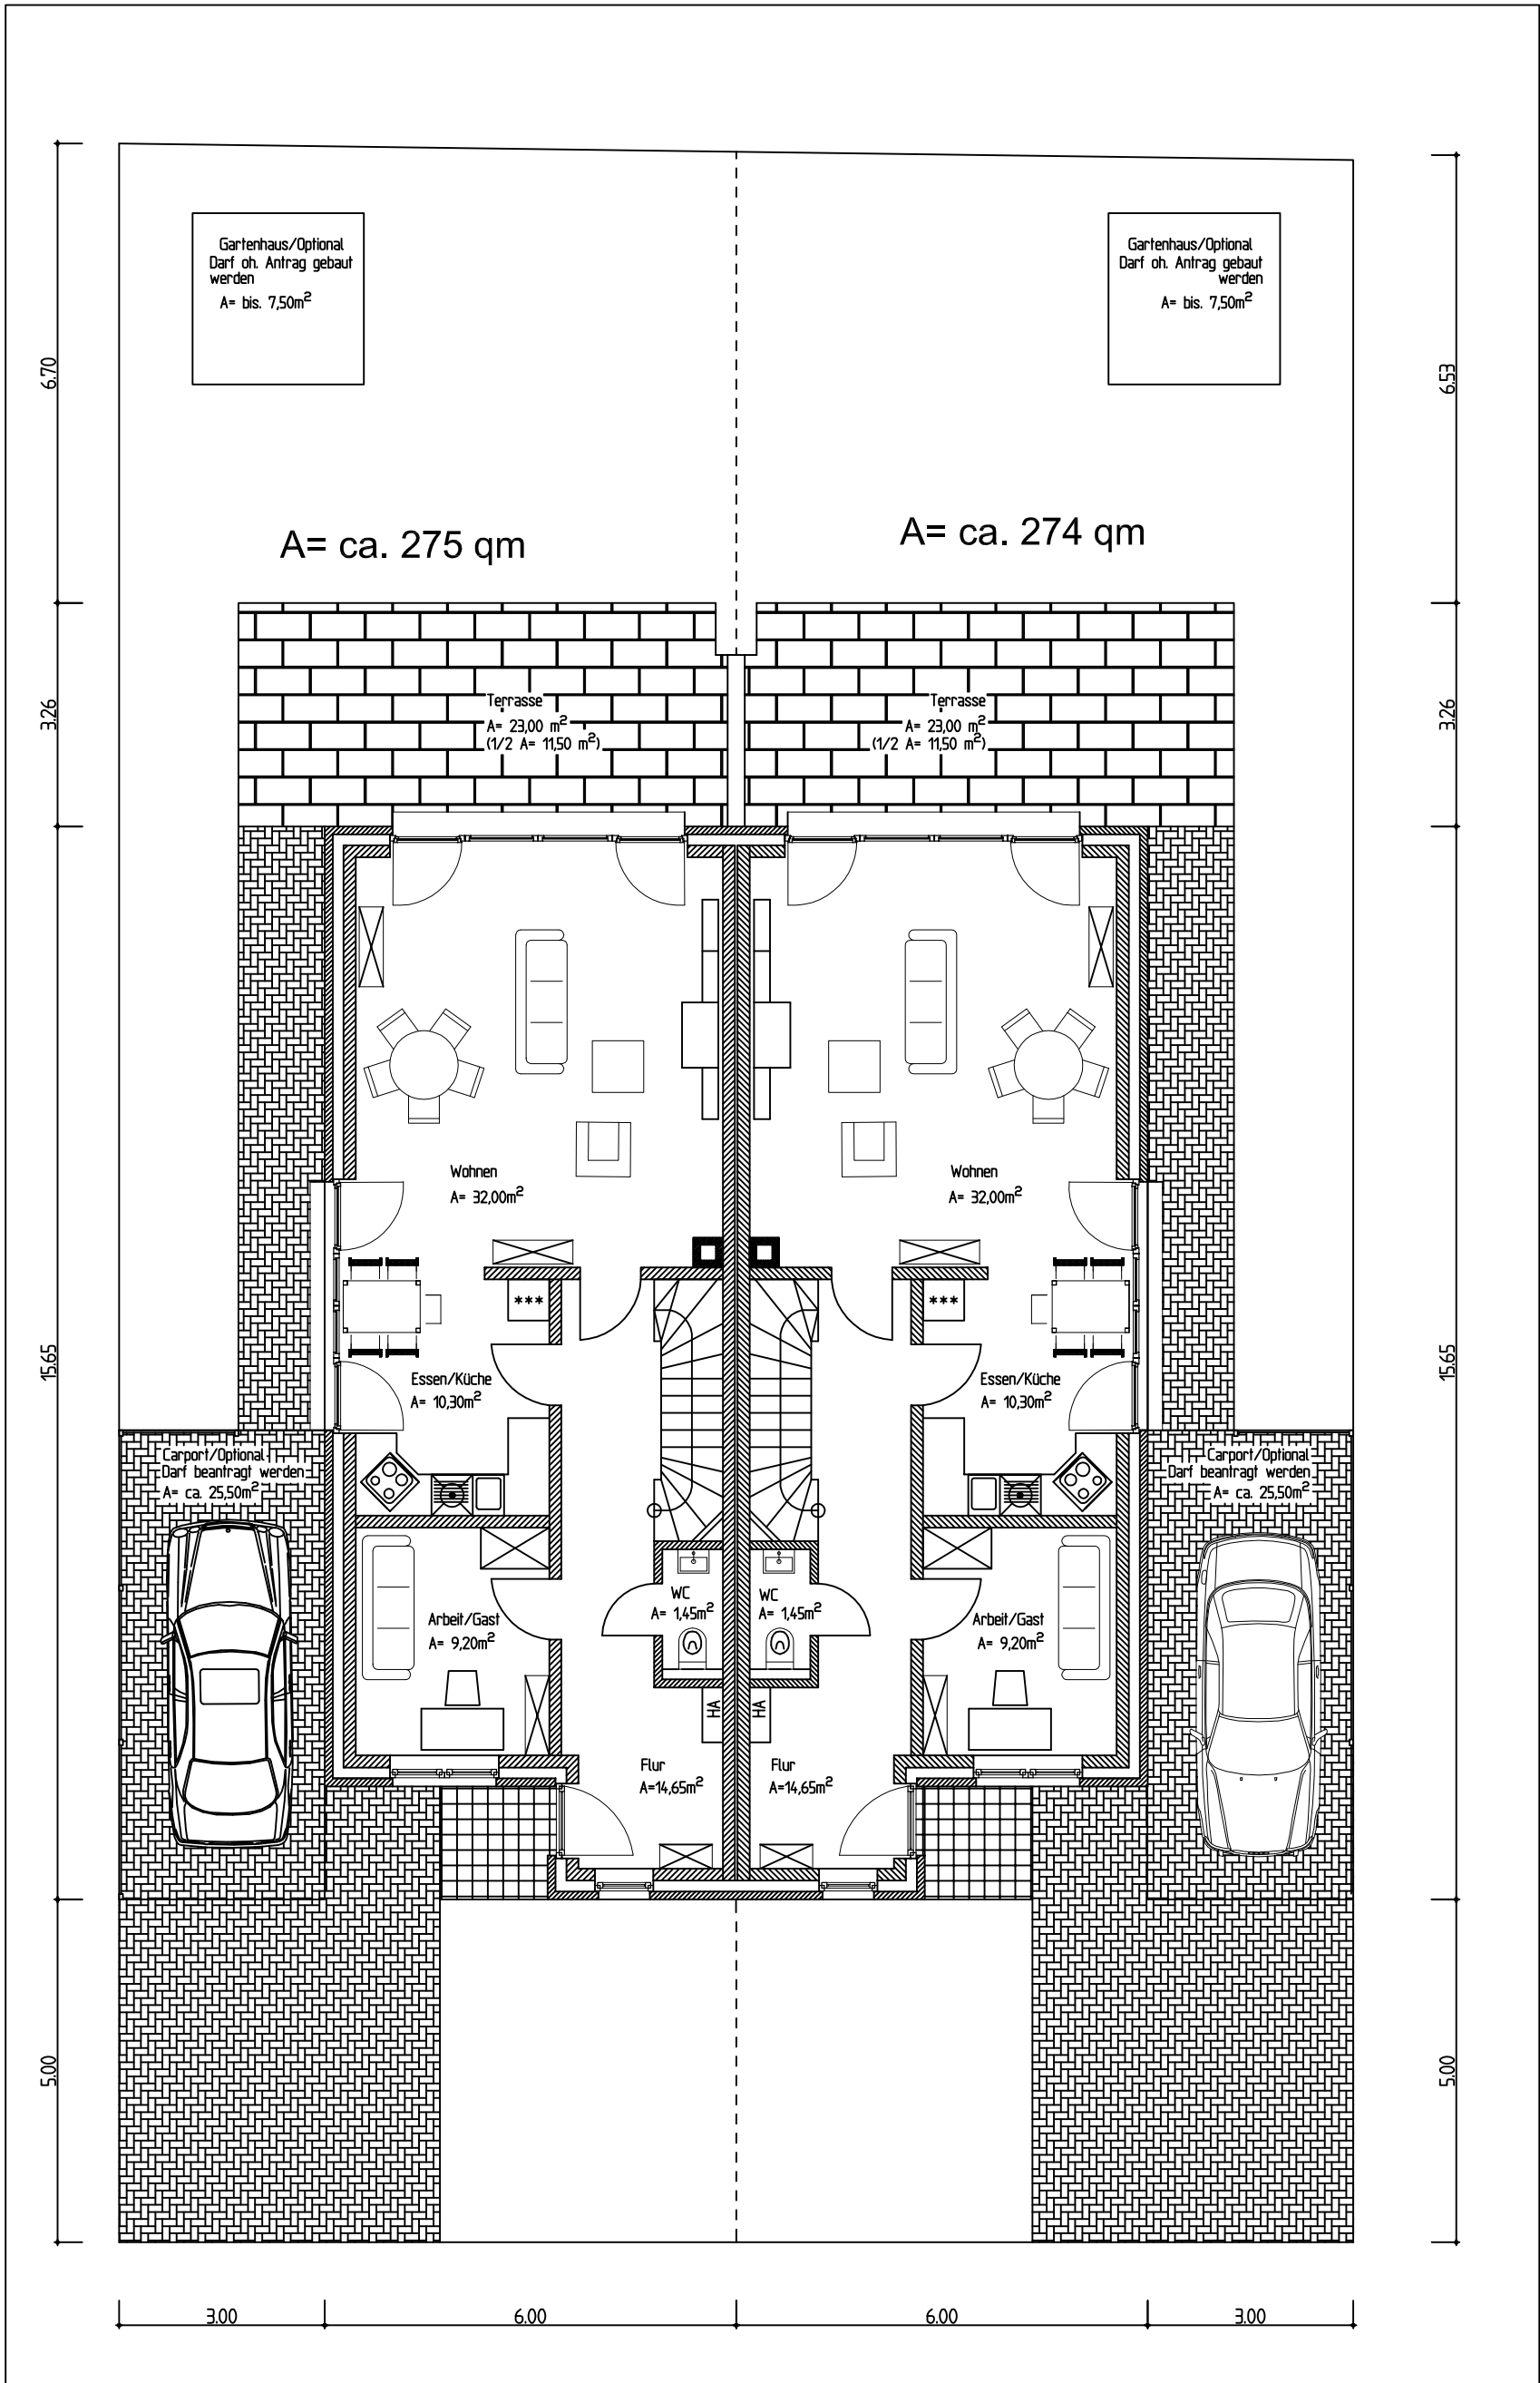 Gartenhaus/Optional
Darf oh. Antrag gebaut
werden
A= bis. 7,50m²
Gartenhaus/Optional
Darf oh. Antrag gebaut
werden
A= bis. 7,50m²
6.70
6.53
A= ca. 275 qm
A= ca. 274 qm
3.26
3.26
Terrasse
A= 23,00 m²
(1/2 A= 11,50 m²)
Terrasse
A= 23,00 m²
(1/2 A= 11,50 m²)
Wohnen
A= 32,00m²
Wohnen
A= 32,00m²
***
***
15.65
15.65
Essen/Küche
A= 10,30m²
Essen/Küche
A= 10,30m²
Carport/Optional
Darf beantragt werden
A= ca. 25,50m²
Carport/Optional
Darf beantragt werden
A= ca. 25,50m²
Arbeit/Gast
A= 9,20m²
WC
A= 1,45m²
WC
A= 1,45m²
Arbeit/Gast
A= 9,20m²
HA
HA
Flur
A=14,65m²
Flur
A=14,65m²
5.00
5.00
3.00
6.00
6.00
3.00